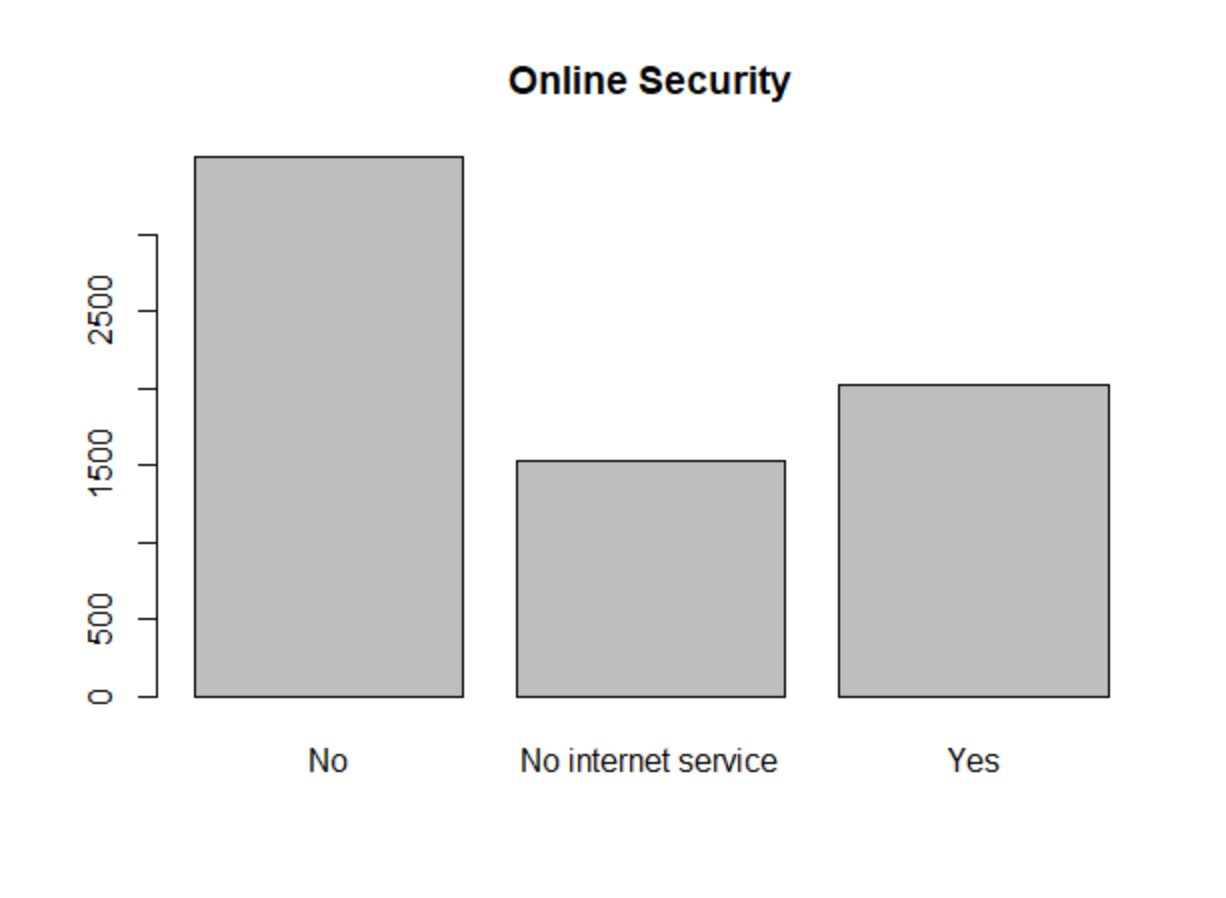 Online Security
2500
1500
500
0
No
No internet service
Yes